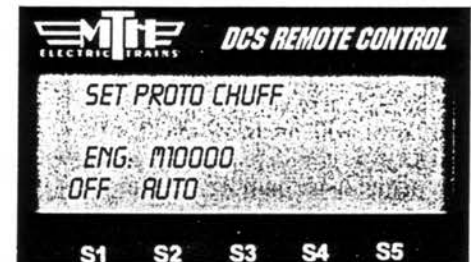 MTH
ELECTRIC TRAINS
DCS REMOTE CONTROL
SET PROTO CHUFF
ENG: M10000
OFF AUTO
S1 S2 S3 S4 S5